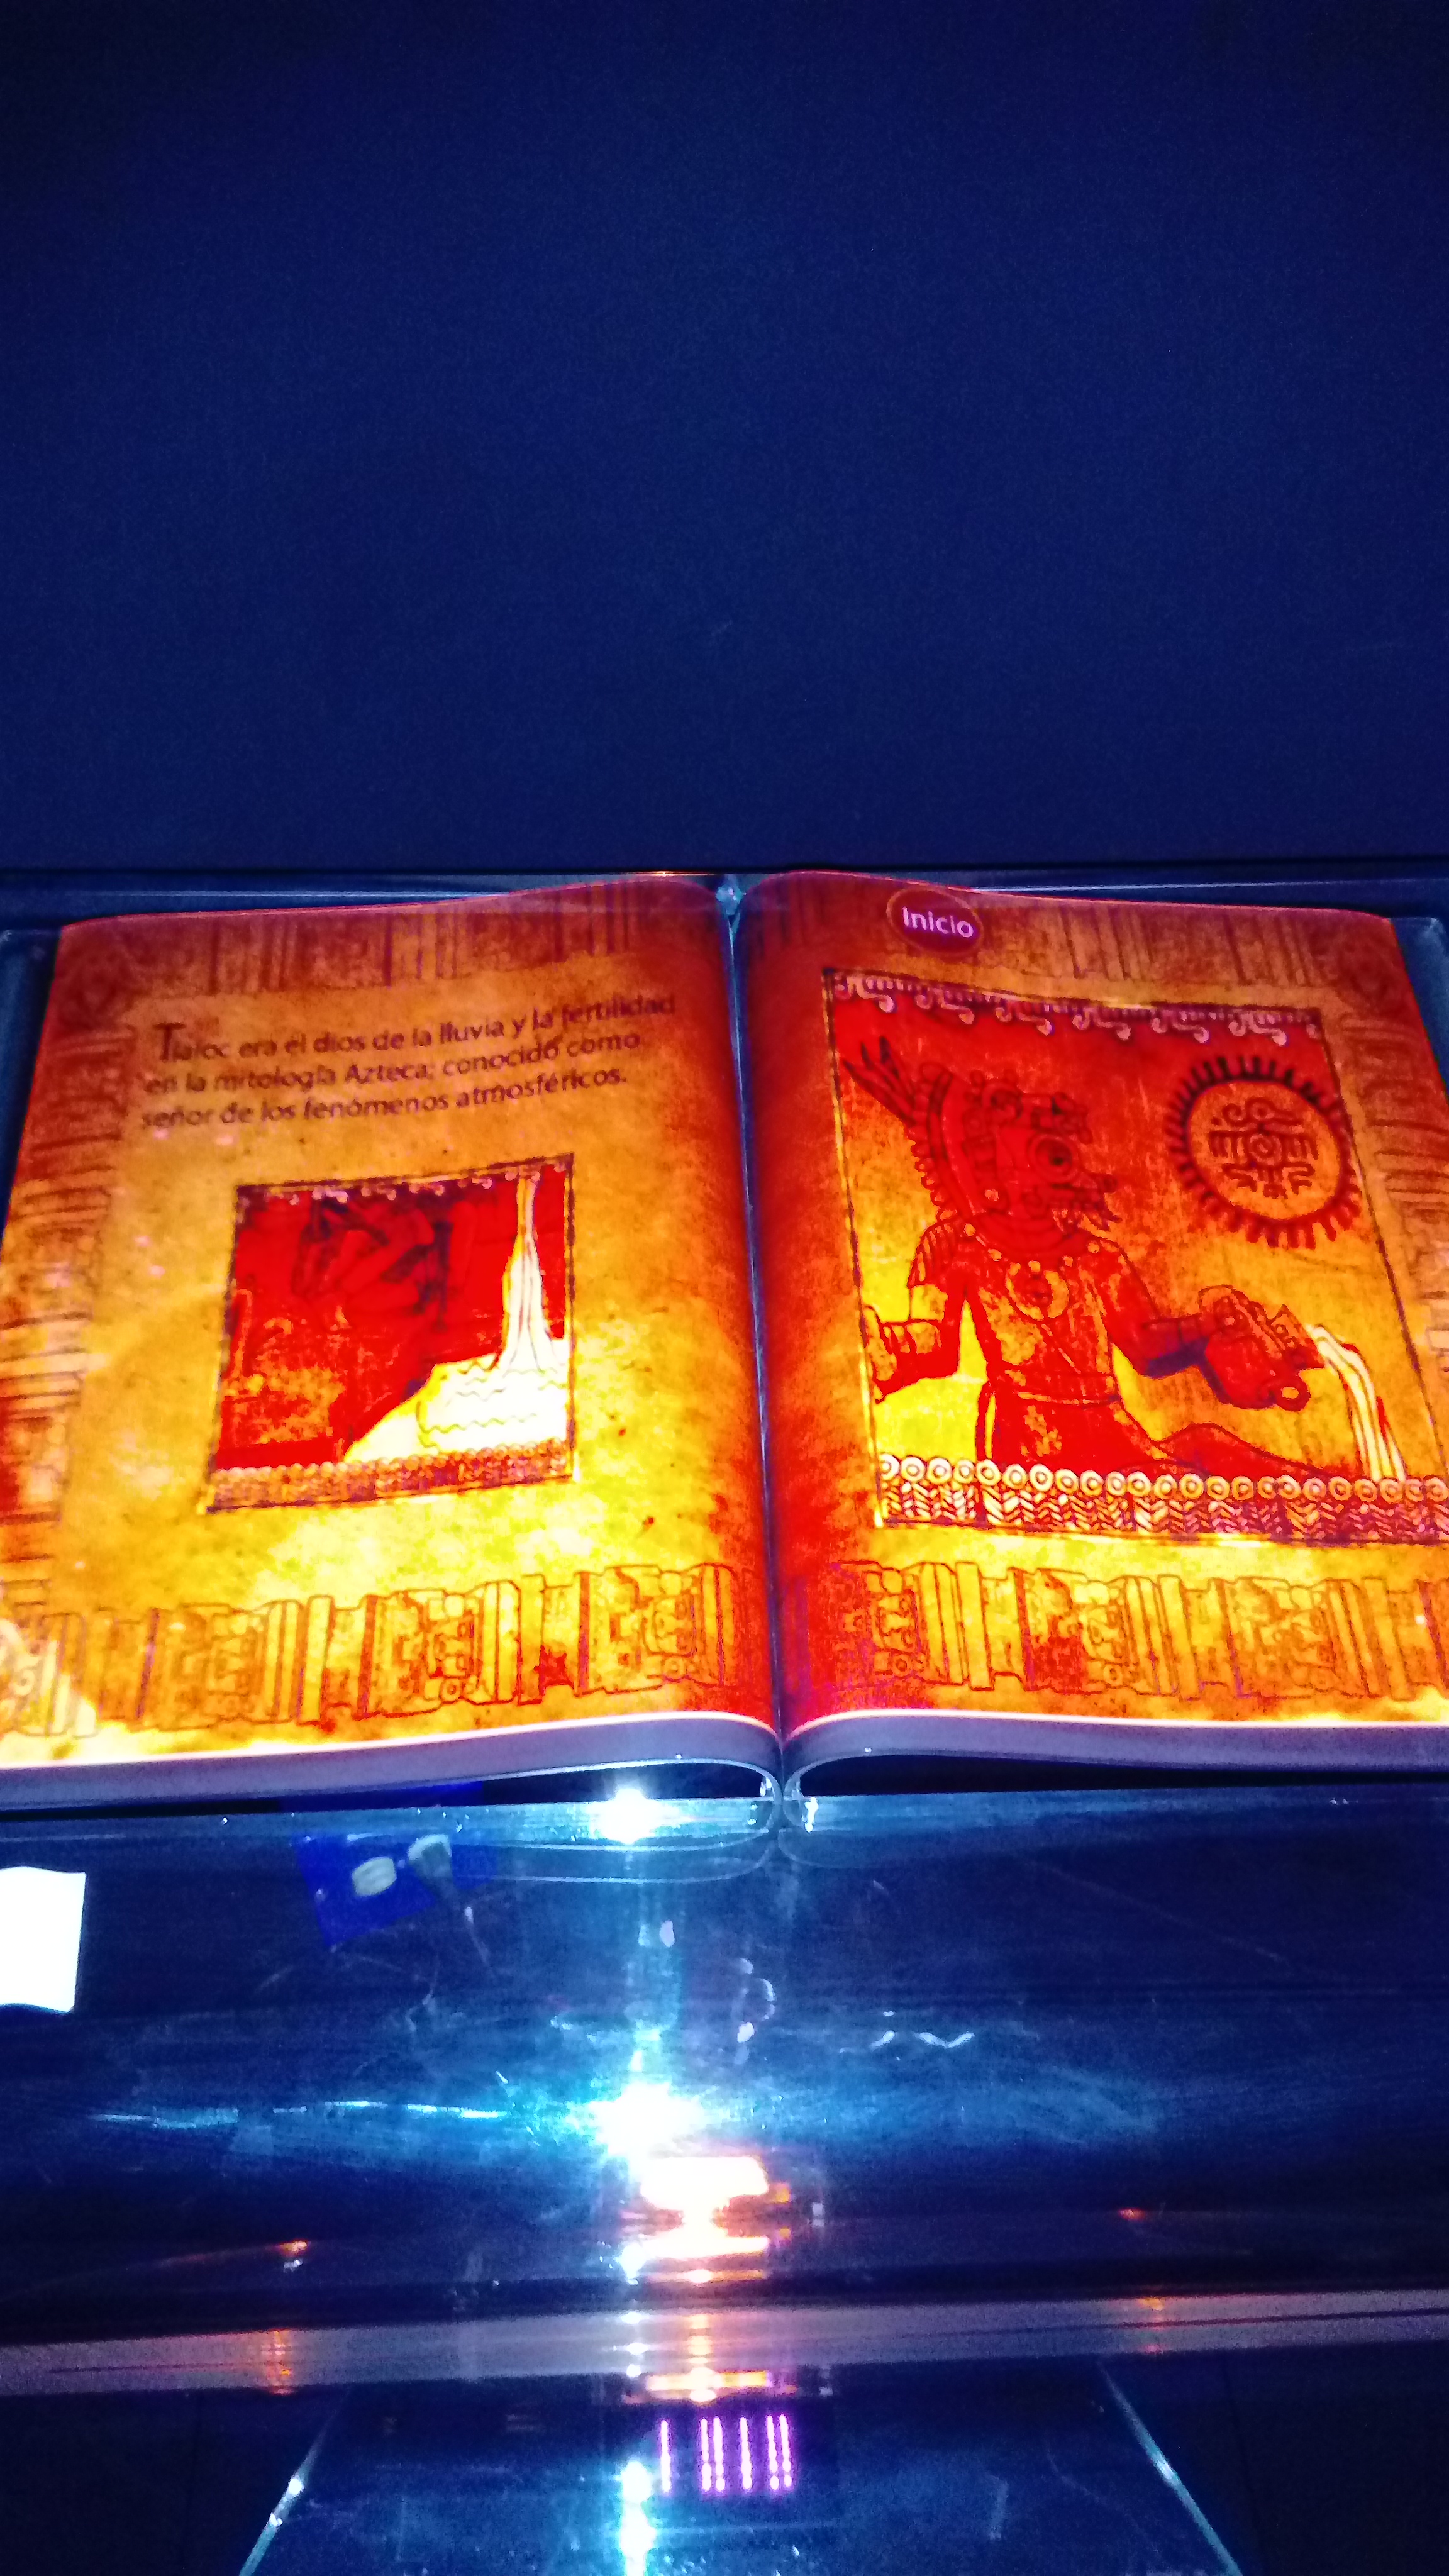 Tlaloc era el dios de la lluvia y la fertilidad
en la mitología Azteca; conocido como
señor de los fenómenos atmosféricos.
Inicio